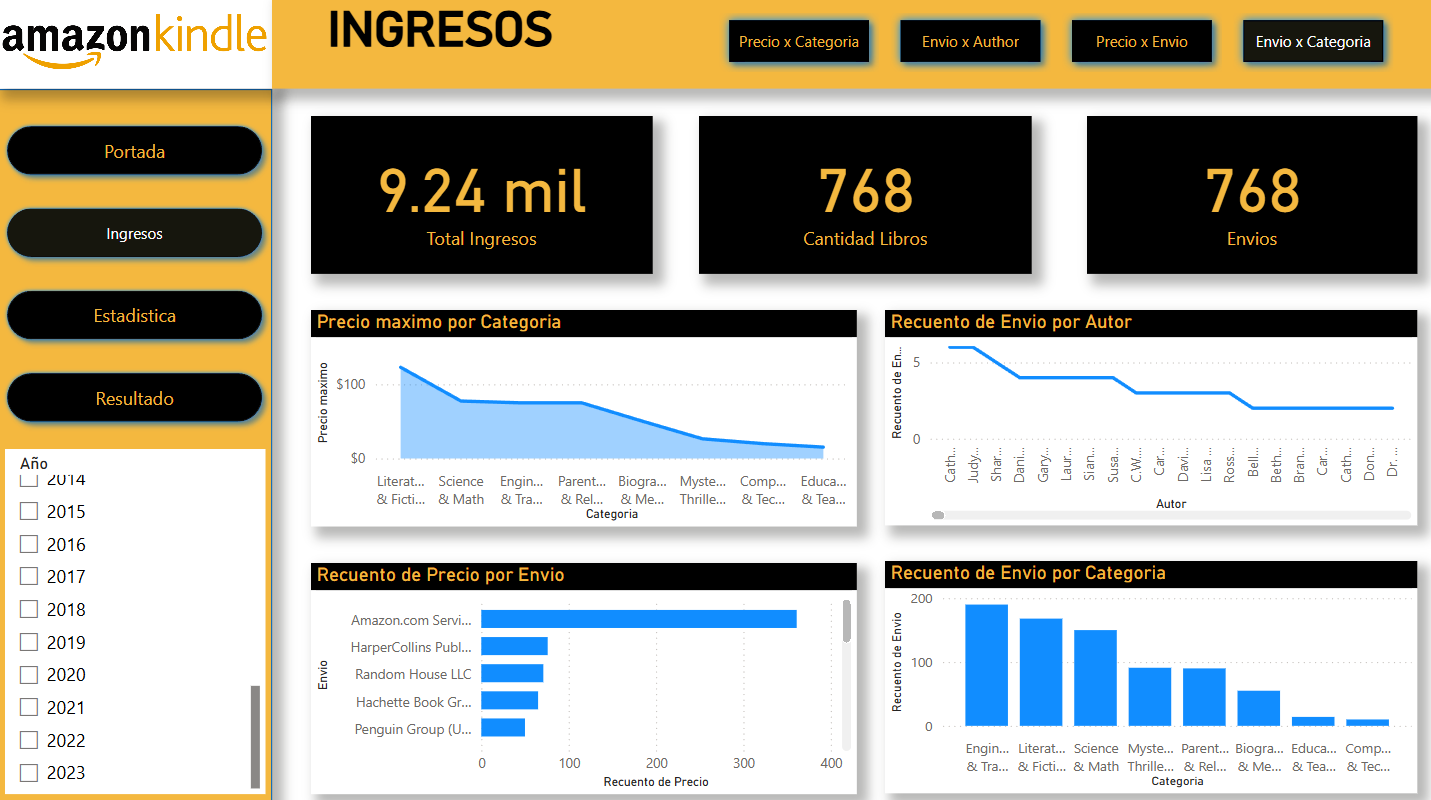 amazonkindle
INGRESOS
Precio x Categoria
Envio x Author
Precio x Envio
Envio x Categoria
Portada
Ingresos
Estadistica
Resultado
Año
2014
2015
2016
2017
2018
2019
2020
2021
2022
2023
9.24 mil
Total Ingresos
768
Cantidad Libros
768
Envios
Precio maximo por Categoria
Precio maximo
$100
$0
Literat... Science Engin... Parent... Biogra... Myste... Comp... Educa...
& Ficti... & Math & Tra... & Rel... & Me... Thrille... & Tec... & Tea...
Categoria
Recuento de Envio por Autor
Recuento de En...
5
0
Cath...
Judy...
Shar...
Dani...
Gary...
Laur...
Sian...
Susa...
C.W....
Car...
Davi...
Lisa ...
Ross...
Bell...
Beth...
Bran...
Car...
Cath...
Don...
Dr. ...
Autor
Recuento de Precio por Envio
Envio
Amazon.com Servi...
HarperCollins Publ...
Random House LLC
Hachette Book Gr...
Penguin Group (U...
0 100 200 300 400
Recuento de Precio
Recuento de Envio por Categoria
Recuento de Envio
200
100
0
Engin... Literat... Science Myste... Parent... Biogra... Educa... Comp...
& Tra... & Ficti... & Math Thrille... & Rel... & Me... & Tea... & Tec...
Categoria